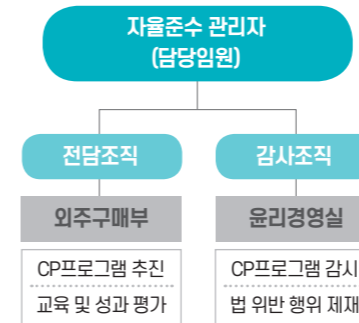 자율준수 관리자
(담당임원)
전담조직
감사조직
외주구매부
윤리경영실
CP프로그램 추진
CP프로그램 감시
교육 및 성과 평가
법 위반 행위 제재